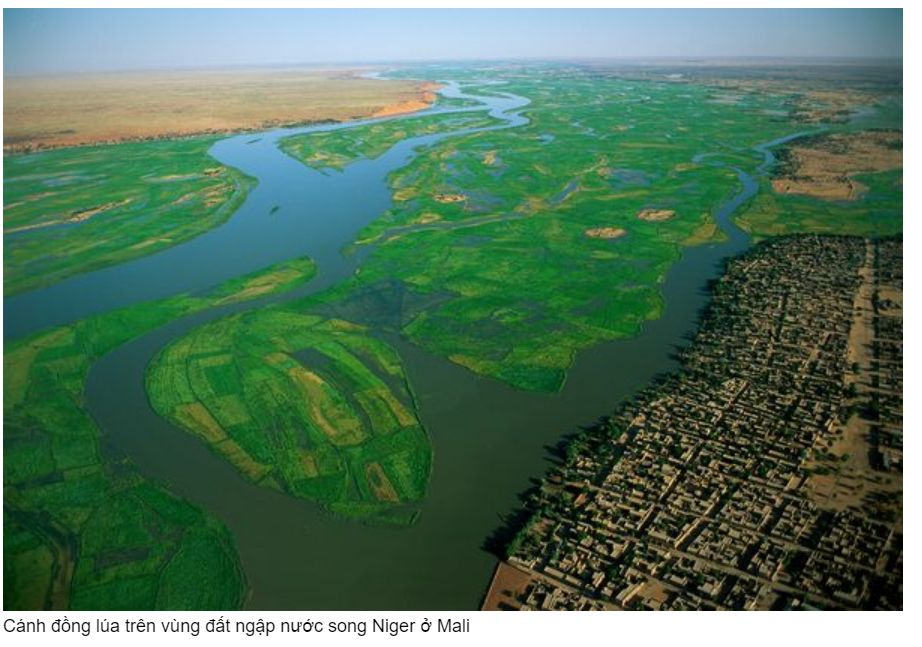 Cánh đồng lúa trên vùng đất ngập nước song Niger ở Mali